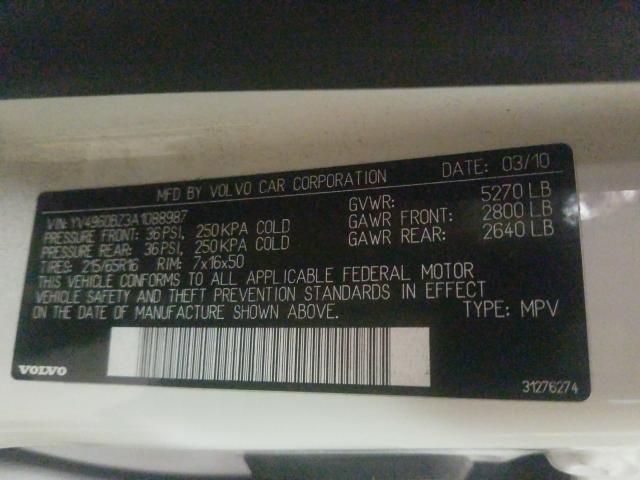 MFD BY VOLVO CAR CORPORATION DATE: 03/10
VIN: YV4960BZ3A1088987
PRESSURE FRONT: 36 PSI, 250 KPA COLD
PRESSURE REAR: 36 PSI, 250 KPA COLD
TIRES: 215/65R16 RIM: 7x16x50
GVWR: 5270 LB
GAWR FRONT: 2800 LB
GAWR REAR: 2640 LB
THIS VEHICLE CONFORMS TO ALL APPLICABLE FEDERAL MOTOR
VEHICLE SAFETY AND THEFT PREVENTION STANDARDS IN EFFECT
ON THE DATE OF MANUFACTURE SHOWN ABOVE.
TYPE: MPV
VOLVO
31276274